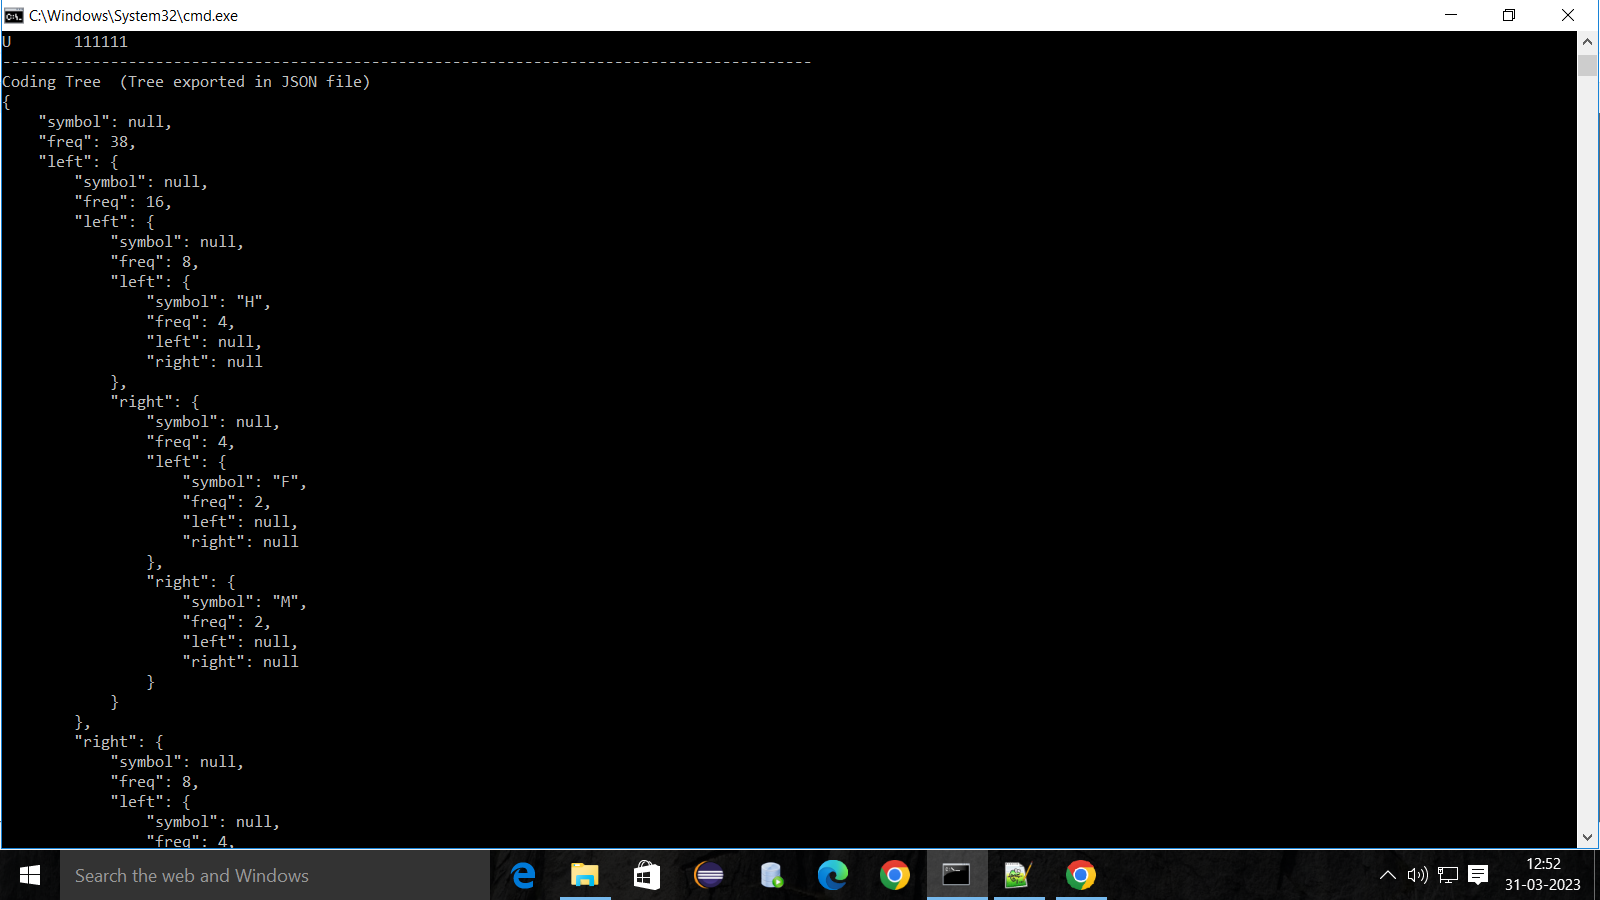 C:\Windows\System32\cmd.exe
U       111111
------------------------------------------------------------------------------------------
Coding Tree  (Tree exported in JSON file)
{
    "symbol": null,
    "freq": 38,
    "left": {
        "symbol": null,
        "freq": 16,
        "left": {
            "symbol": null,
            "freq": 8,
            "left": {
                "symbol": "H",
                "freq": 4,
                "left": null,
                "right": null
            },
            "right": {
                "symbol": null,
                "freq": 4,
                "left": {
                    "symbol": "F",
                    "freq": 2,
                    "left": null,
                    "right": null
                },
                "right": {
                    "symbol": "M",
                    "freq": 2,
                    "left": null,
                    "right": null
                }
            }
        },
        "right": {
            "symbol": null,
            "freq": 8,
            "left": {
                "symbol": null,
                "freq": 4,
Search the web and Windows
12:52
31-03-2023